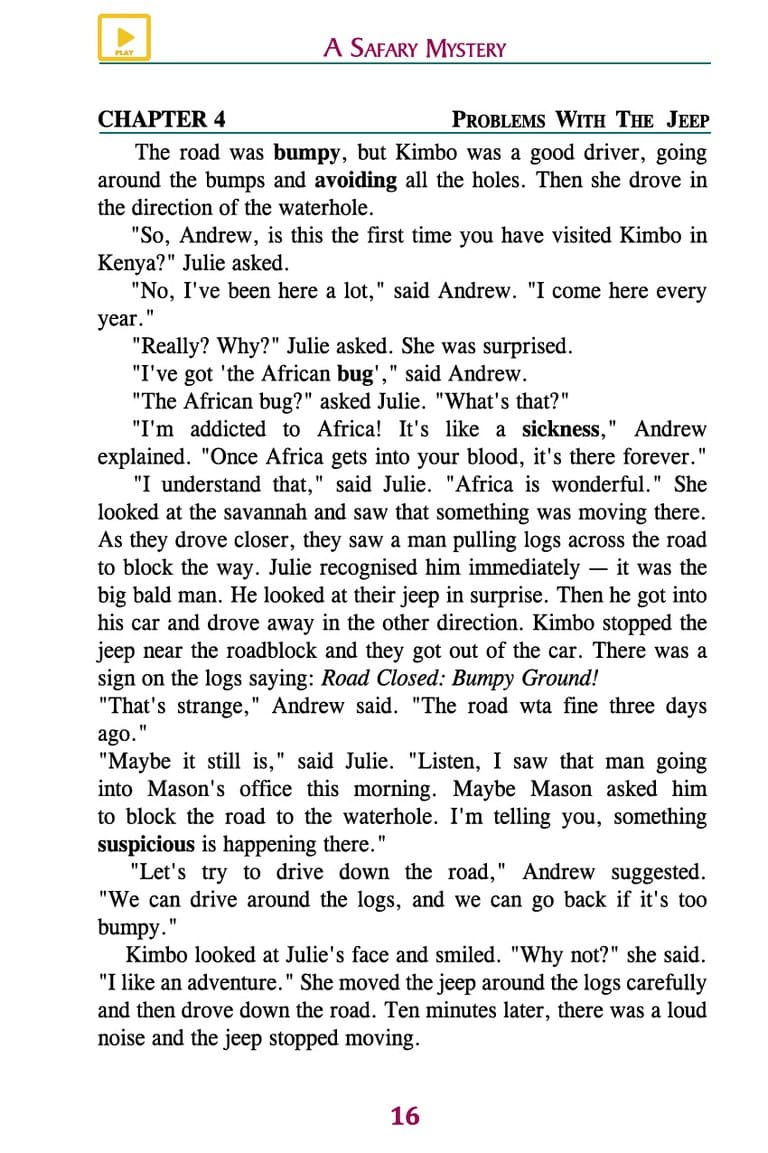 PLAY
A SAFARY MYSTERY
CHAPTER 4 PROBLEMS WITH THE JEEP
The road was bumpy, but Kimbo was a good driver, going
around the bumps and avoiding all the holes. Then she drove in
the direction of the waterhole.
"So, Andrew, is this the first time you have visited Kimbo in
Kenya?" Julie asked.
"No, I've been here a lot," said Andrew. "I come here every
year."
"Really? Why?" Julie asked. She was surprised.
"I've got 'the African bug'," said Andrew.
"The African bug?" asked Julie. "What's that?"
"I'm addicted to Africa! It's like a sickness," Andrew
explained. "Once Africa gets into your blood, it's there forever."
"I understand that," said Julie. "Africa is wonderful." She
looked at the savannah and saw that something was moving there.
As they drove closer, they saw a man pulling logs across the road
to block the way. Julie recognised him immediately — it was the
big bald man. He looked at their jeep in surprise. Then he got into
his car and drove away in the other direction. Kimbo stopped the
jeep near the roadblock and they got out of the car. There was a
sign on the logs saying: Road Closed: Bumpy Ground!
"That's strange," Andrew said. "The road wta fine three days
ago."
"Maybe it still is," said Julie. "Listen, I saw that man going
into Mason's office this morning. Maybe Mason asked him
to block the road to the waterhole. I'm telling you, something
suspicious is happening there."
"Let's try to drive down the road," Andrew suggested.
"We can drive around the logs, and we can go back if it's too
bumpy."
Kimbo looked at Julie's face and smiled. "Why not?" she said.
"I like an adventure." She moved the jeep around the logs carefully
and then drove down the road. Ten minutes later, there was a loud
noise and the jeep stopped moving.
16